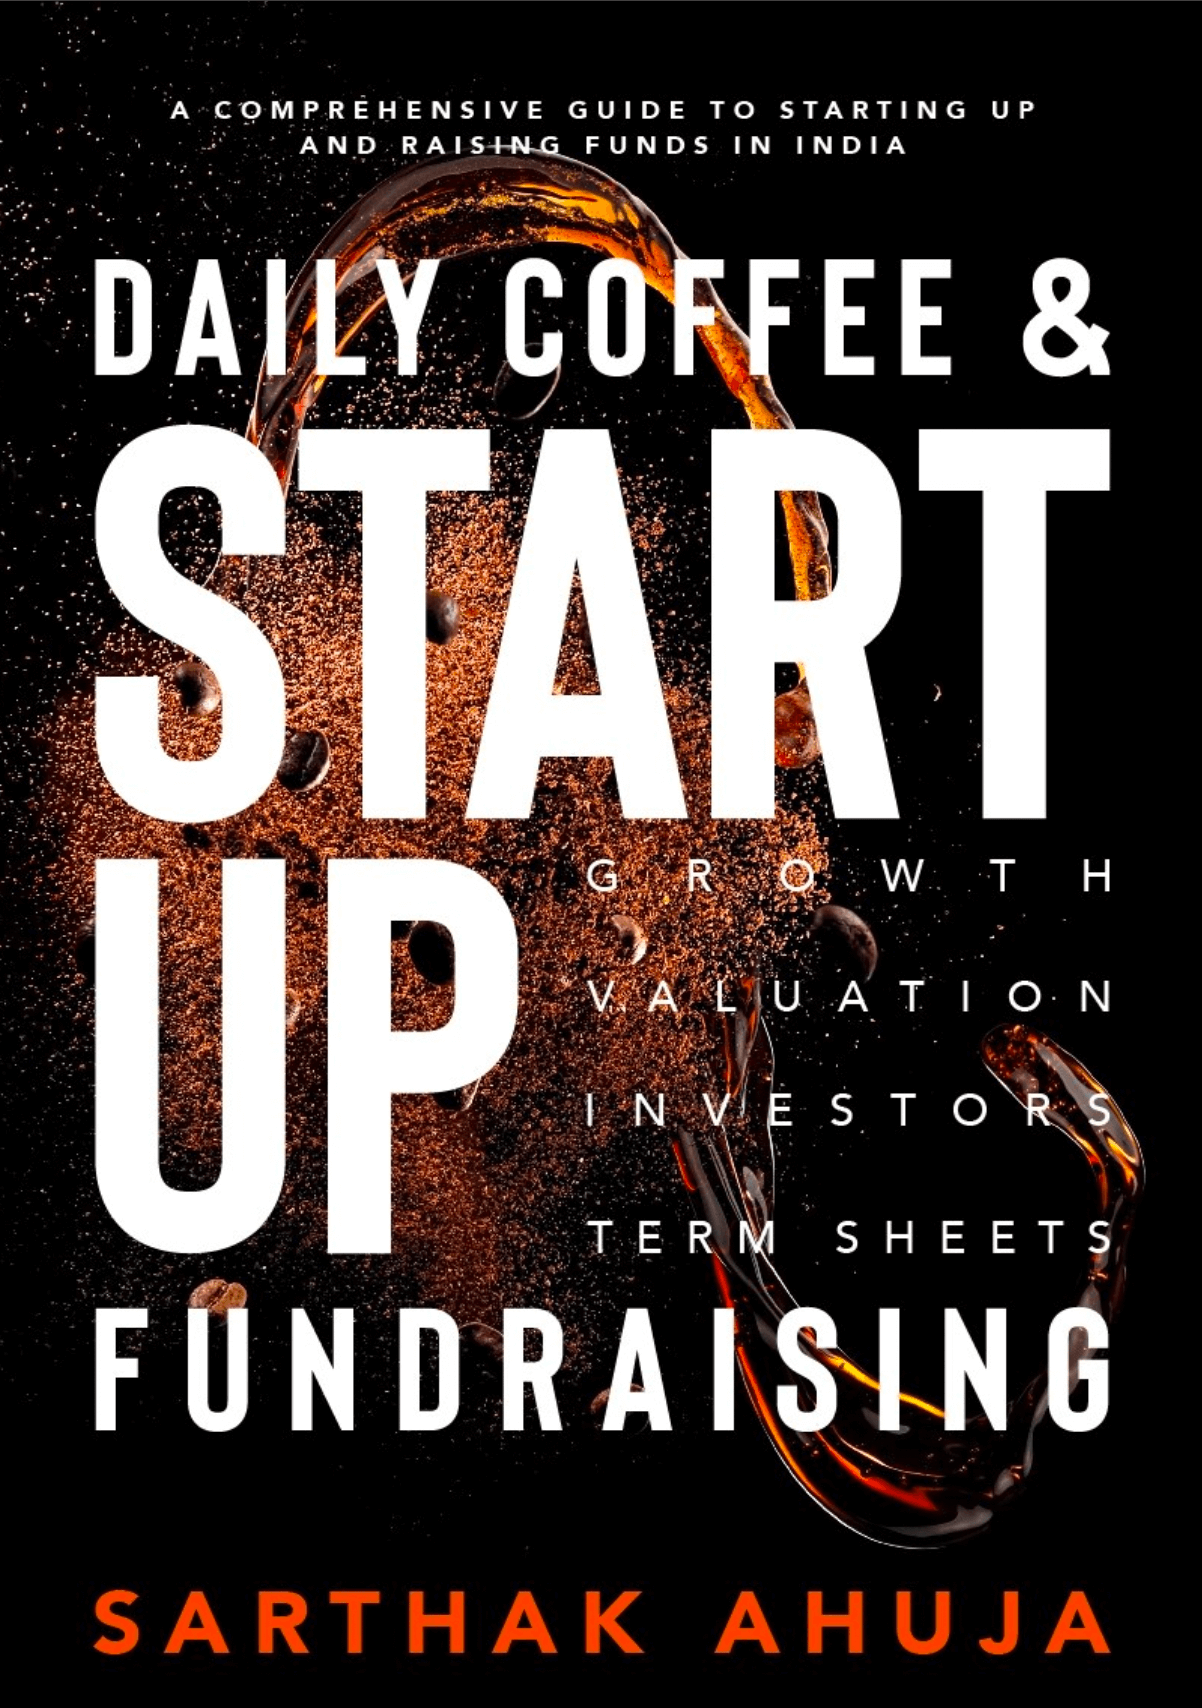 A COMPREHENSIVE GUIDE TO STARTING UP
AND RAISING FUNDS IN INDIA
DAILY COFFEE &
START
UP
GROWTH
VALUATION
INVESTORS
TERM SHEETS
FUNDRAISING
SARTHAK AHUJA